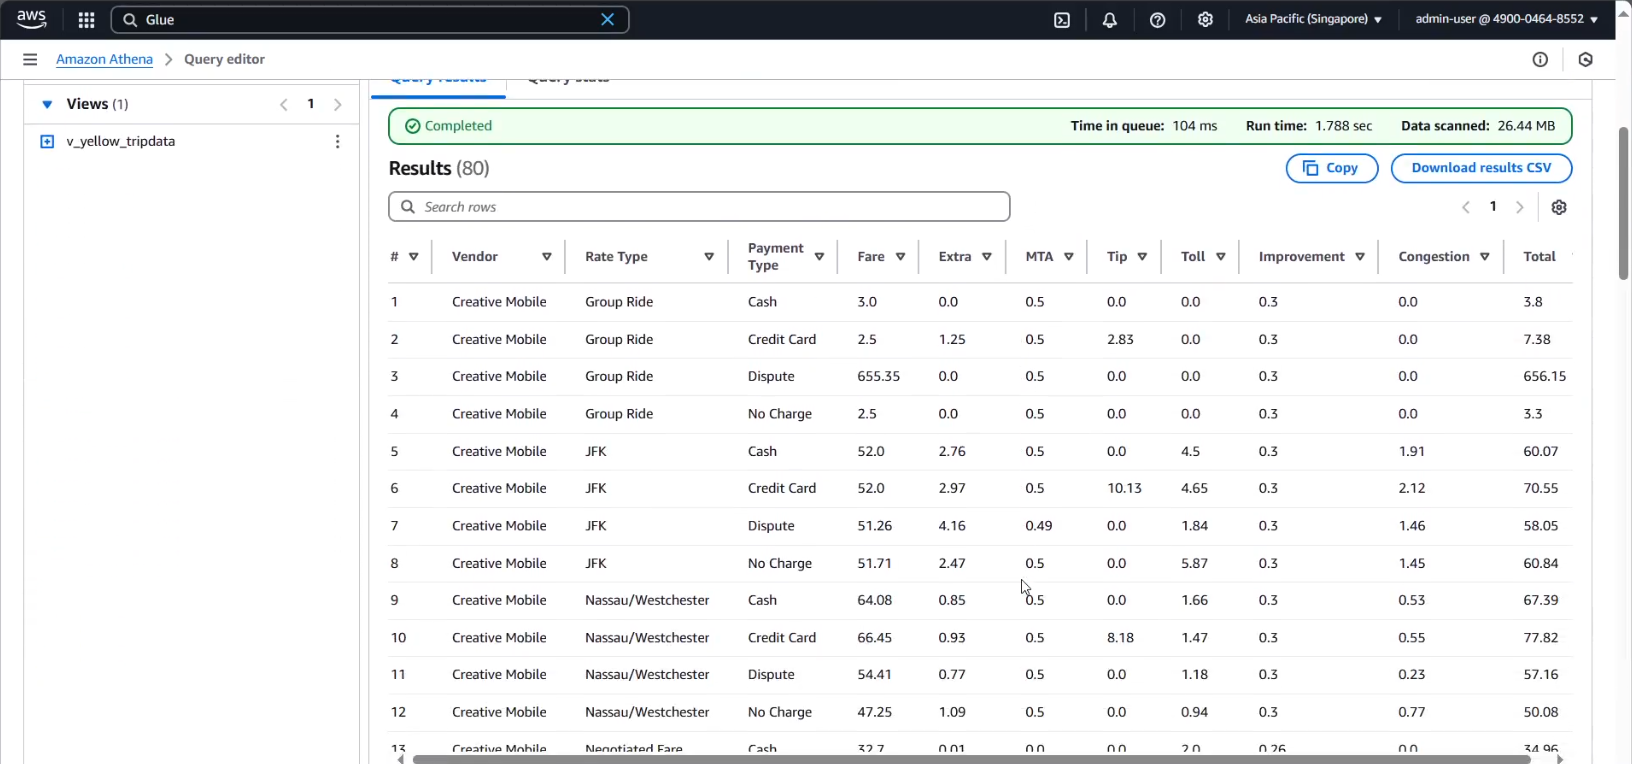 aws Glue Asia Pacific (Singapore) admin-user @ 4900-0464-8552
Amazon Athena Query editor
Query results Query stats
Views (1) 1
v_yellow_tripdata
Completed Time in queue: 104 ms Run time: 1.788 sec Data scanned: 26.44 MB
Results (80) Copy Download results CSV
Search rows 1
# Vendor Rate Type Payment Type Fare Extra MTA Tip Toll Improvement Congestion Total
1 Creative Mobile Group Ride Cash 3.0 0.0 0.5 0.0 0.0 0.3 0.0 3.8
2 Creative Mobile Group Ride Credit Card 2.5 1.25 0.5 2.83 0.0 0.3 0.0 7.38
3 Creative Mobile Group Ride Dispute 655.35 0.0 0.5 0.0 0.0 0.3 0.0 656.15
4 Creative Mobile Group Ride No Charge 2.5 0.0 0.5 0.0 0.0 0.3 0.0 3.3
5 Creative Mobile JFK Cash 52.0 2.76 0.5 0.0 4.5 0.3 1.91 60.07
6 Creative Mobile JFK Credit Card 52.0 2.97 0.5 10.13 4.65 0.3 2.12 70.55
7 Creative Mobile JFK Dispute 51.26 4.16 0.49 0.0 1.84 0.3 1.46 58.05
8 Creative Mobile JFK No Charge 51.71 2.47 0.5 0.0 5.87 0.3 1.45 60.84
9 Creative Mobile Nassau/Westchester Cash 64.08 0.85 0.5 0.0 1.66 0.3 0.53 67.39
10 Creative Mobile Nassau/Westchester Credit Card 66.45 0.93 0.5 8.18 1.47 0.3 0.55 77.82
11 Creative Mobile Nassau/Westchester Dispute 54.41 0.77 0.5 0.0 1.18 0.3 0.23 57.16
12 Creative Mobile Nassau/Westchester No Charge 47.25 1.09 0.5 0.0 0.94 0.3 0.77 50.08
13 Creative Mobile Negotiated Fare Cash 32.7 0.01 0.0 0.0 2.0 0.26 0.0 34.96